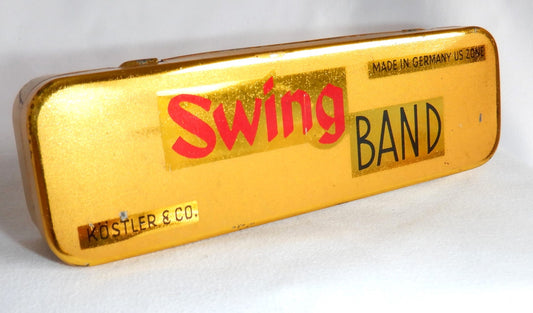 MADE IN GERMANY US ZONE
Swing
BAND
KÖSTLER & CO.